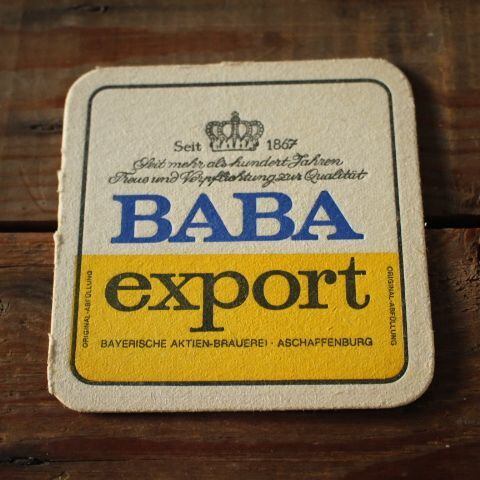 Seit 1867
Seit mehr als hundert Jahren
Treue und Verpflichtung zur Qualität
BABA
export
ORIGINAL-ABFÜLLUNG
ORIGINAL-ABFÜLLUNG
BAYERISCHE AKTIEN-BRAUEREI · ASCHAFFENBURG